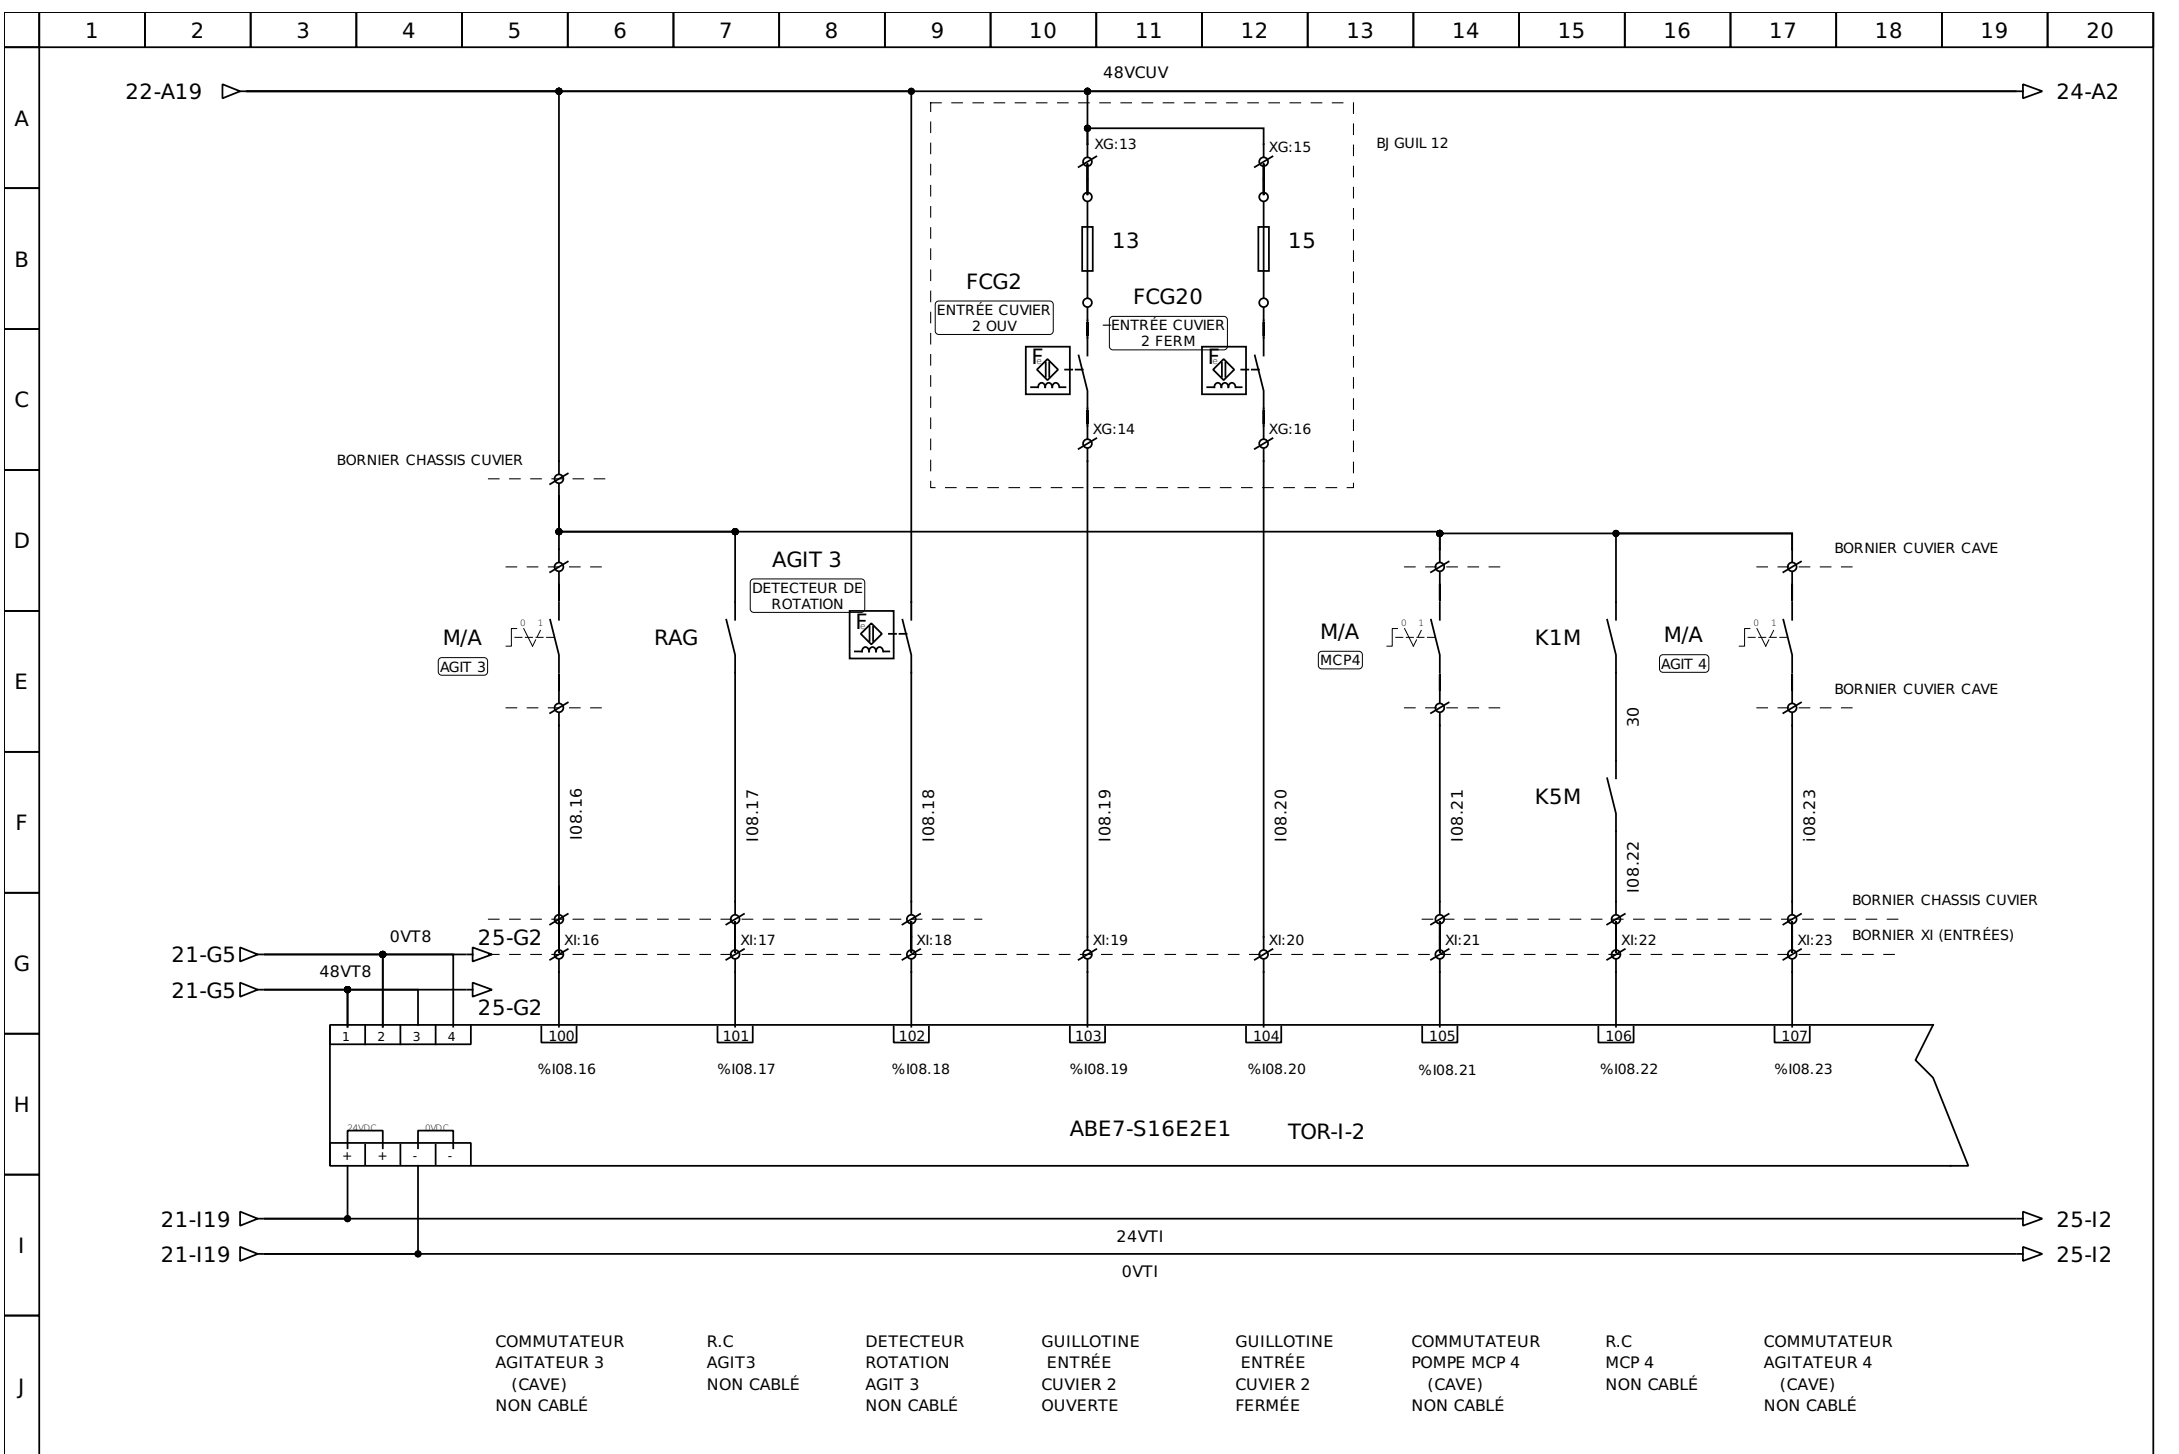 1 2 3 4 5 6 7 8 9 10 11 12 13 14 15 16 17 18 19 20
A
B
C
D
E
F
G
H
I
J
48VCUV
22-A19
24-A2
BJ GUIL 12
XG:13
XG:15
13
15
FCG2
ENTRÉE CUVIER
2 OUV
FCG20
ENTRÉE CUVIER
2 FERM
F
F
XG:14
XG:16
BORNIER CHASSIS CUVIER
BORNIER CUVIER CAVE
AGIT 3
DETECTEUR DE
ROTATION
F
0 1
0 1
0 1
M/A
AGIT 3
RAG
M/A
MCP4
K1M
M/A
AGIT 4
BORNIER CUVIER CAVE
30
K5M
I08.16
I08.17
I08.18
I08.19
I08.20
I08.21
I08.22
i08.23
BORNIER CHASSIS CUVIER
BORNIER XI (ENTRÉES)
0VT8
25-G2
21-G5
48VT8
21-G5
25-G2
XI:16
XI:17
XI:18
XI:19
XI:20
XI:21
XI:22
XI:23
1 2 3 4
100 101 102 103 104 105 106 107
%I08.16 %I08.17 %I08.18 %I08.19 %I08.20 %I08.21 %I08.22 %I08.23
ABE7-S16E2E1
TOR-I-2
24VDC 0VDC
+ + - -
21-I19
25-I2
24VTI
21-I19
25-I2
0VTI
COMMUTATEUR
AGITATEUR 3
(CAVE)
NON CABLÉ
R.C
AGIT3
NON CABLÉ
DETECTEUR
ROTATION
AGIT 3
NON CABLÉ
GUILLOTINE
ENTRÉE
CUVIER 2
OUVERTE
GUILLOTINE
ENTRÉE
CUVIER 2
FERMÉE
COMMUTATEUR
POMPE MCP 4
(CAVE)
NON CABLÉ
R.C
MCP 4
NON CABLÉ
COMMUTATEUR
AGITATEUR 4
(CAVE)
NON CABLÉ